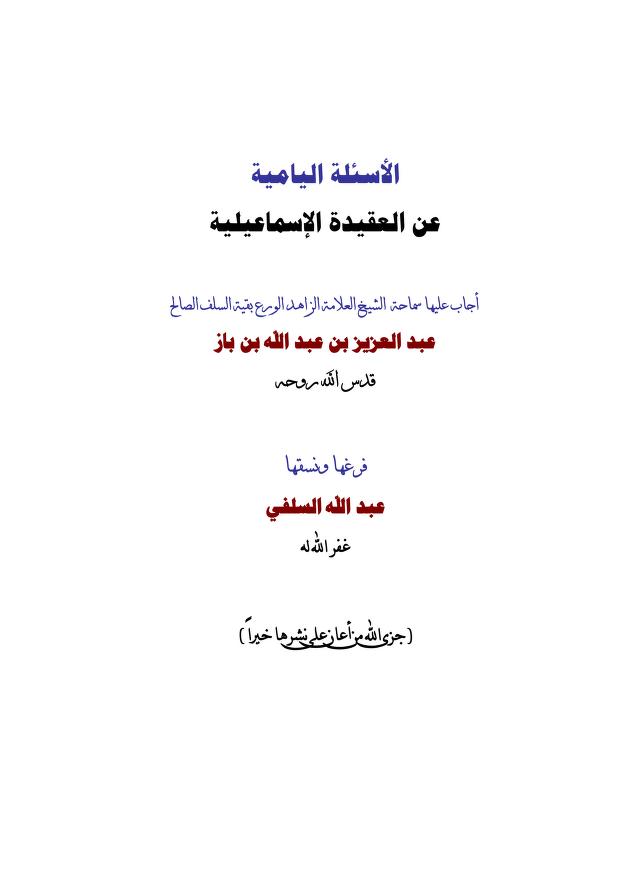 الأسئلة اليامية
عن العقيدة الإسماعيلية
أجاب عليها سماحة الشيخ العلامة الزاهد الورع بقية السلف الصالح
عبد العزيز بن عبد الله بن باز
قدس الله روحه
فرغها ونسقها
عبد الله السلفي
غفر الله له
(جزى الله من أعان على نشرها خيراً)